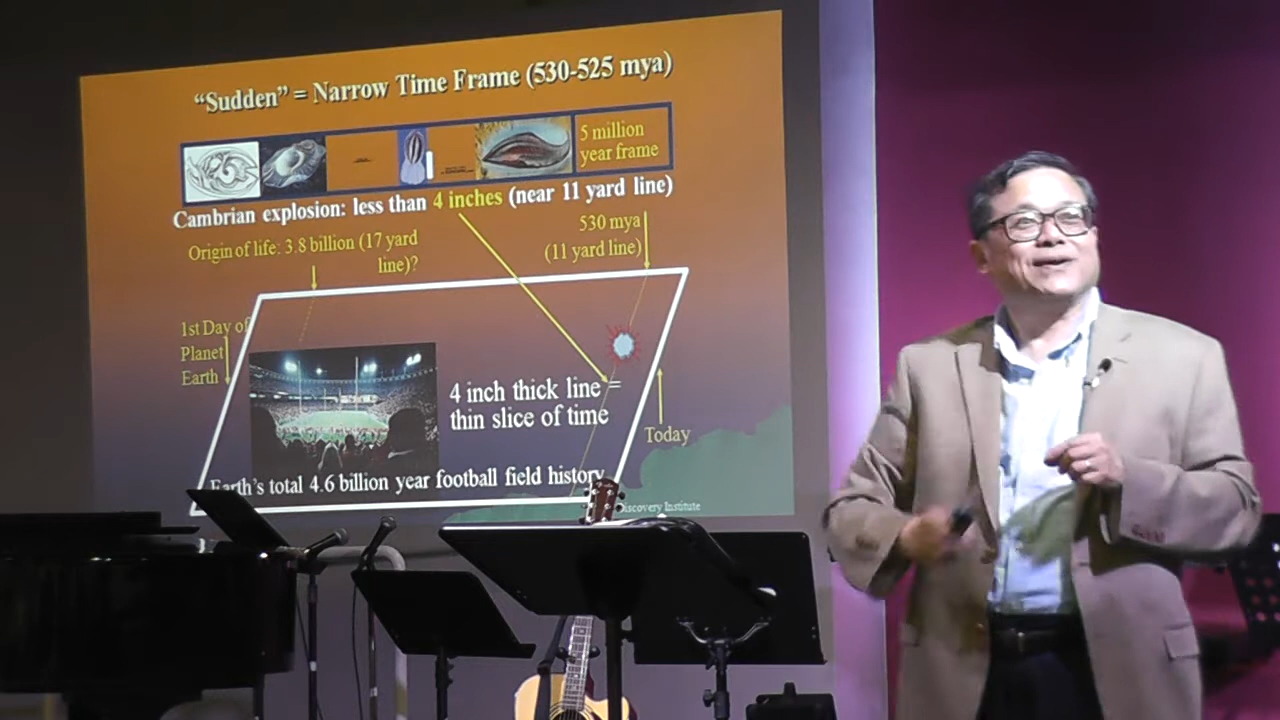 “Sudden” = Narrow Time Frame (530-525 mya)
5 million
year frame
Cambrian explosion: less than 4 inches (near 11 yard line)
Origin of life: 3.8 billion (17 yard
line)?
530 mya
(11 yard line)
1st Day of
Planet
Earth
4 inch thick line =
thin slice of time
Today
Earth's total 4.6 billion year football field history
Discovery Institute